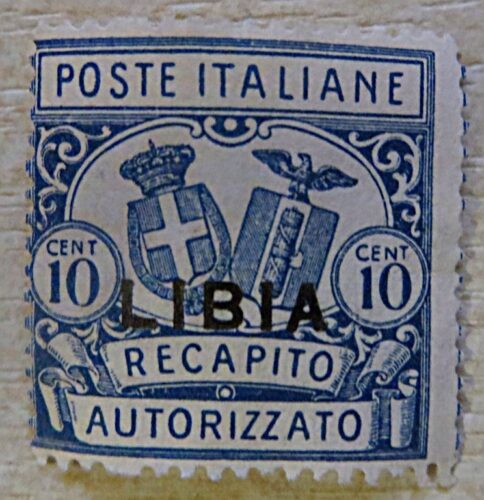 POSTE ITALIANE
CENT 10
CENT 10
LIBIA
RECAPITO
AUTORIZZATO